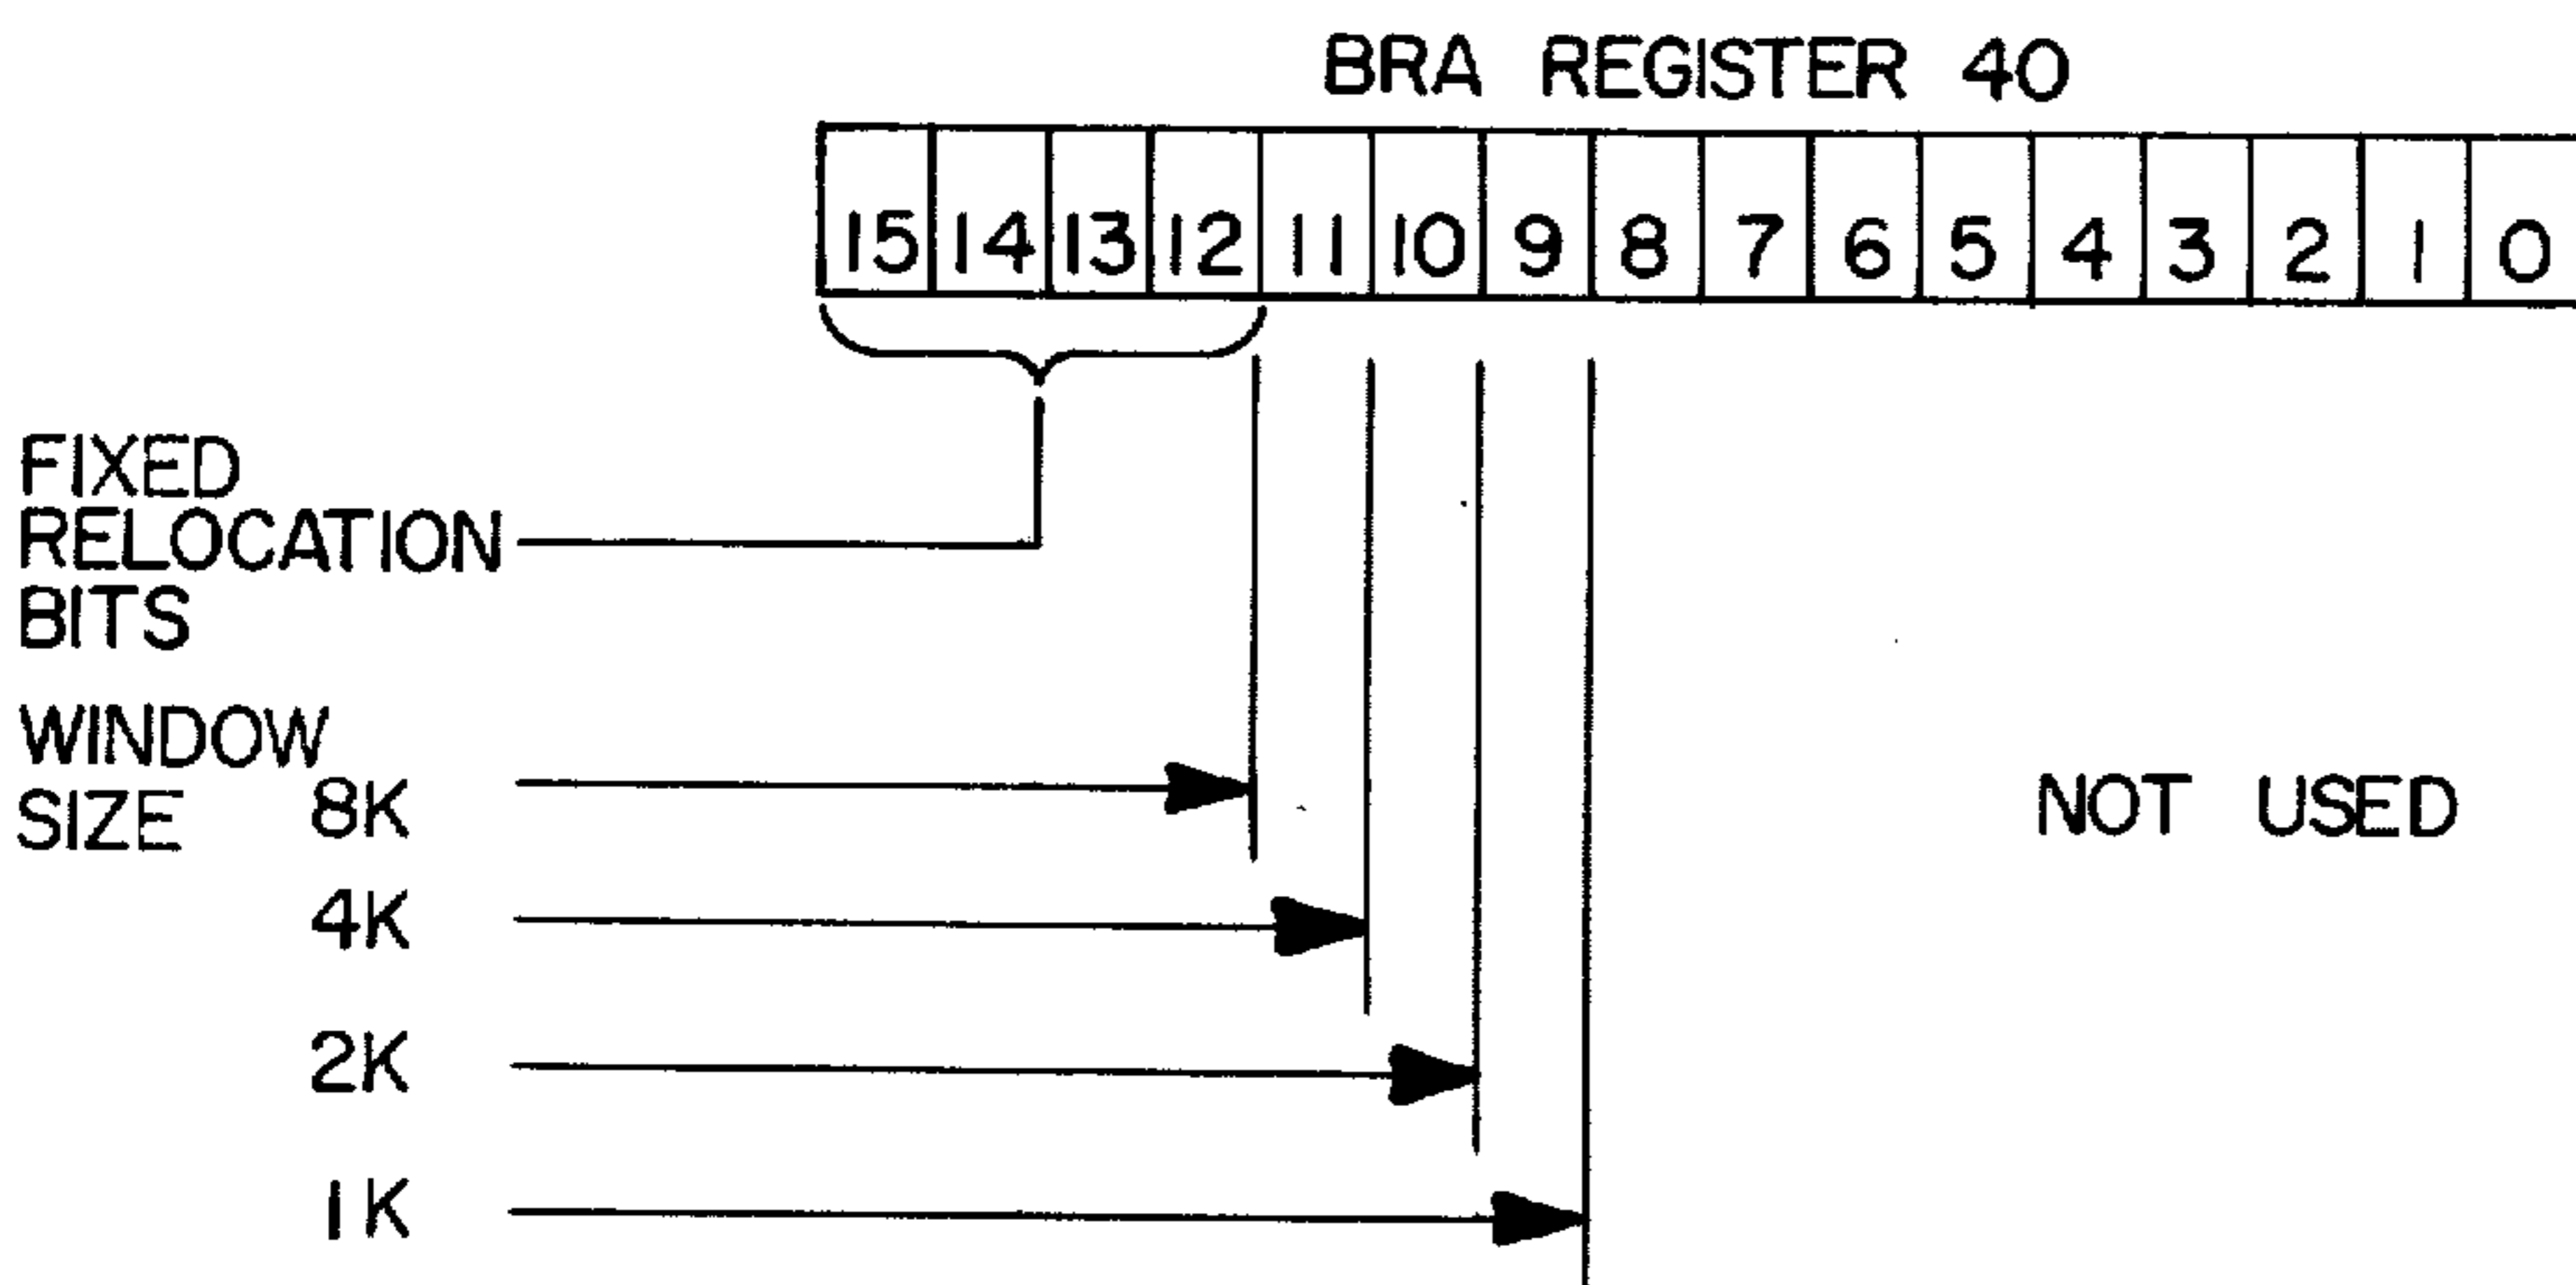 BRA REGISTER 40
15 14 13 12 11 10 9 8 7 6 5 4 3 2 1 0
FIXED
RELOCATION
BITS
WINDOW
SIZE 8K
NOT USED
4K
2K
1K